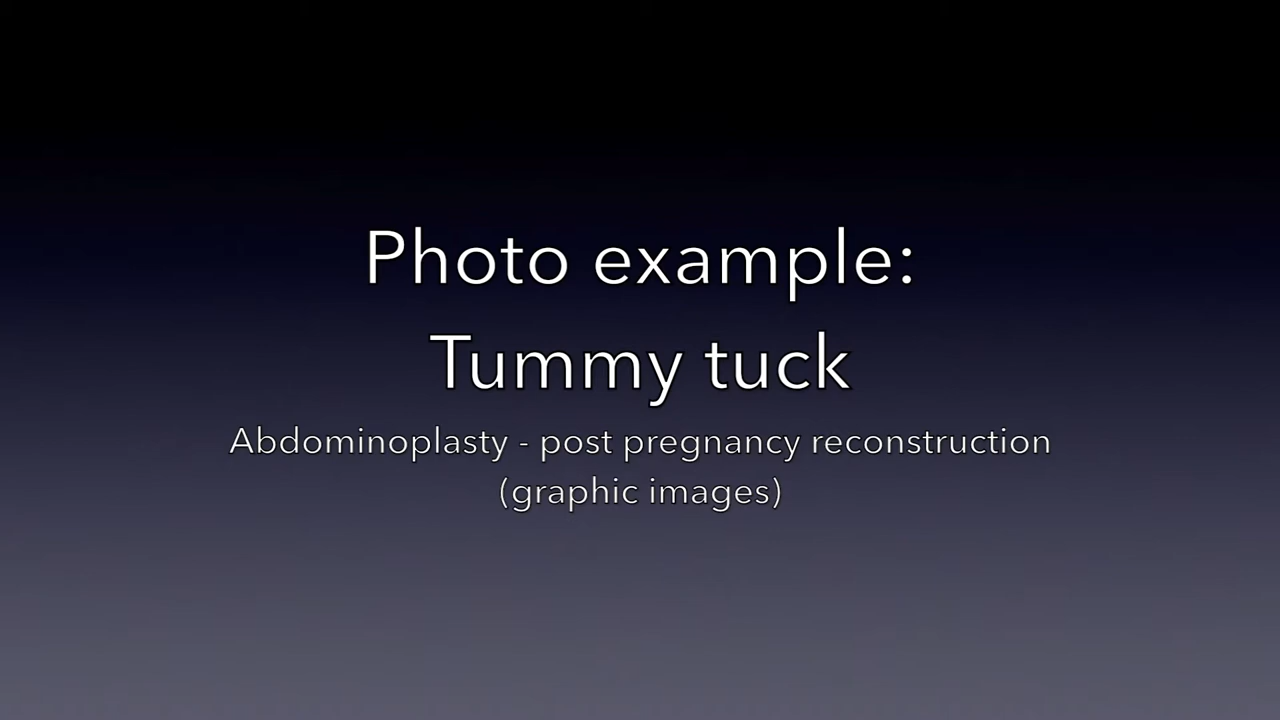 Photo example:
Tummy tuck
Abdominoplasty - post pregnancy reconstruction
(graphic images)